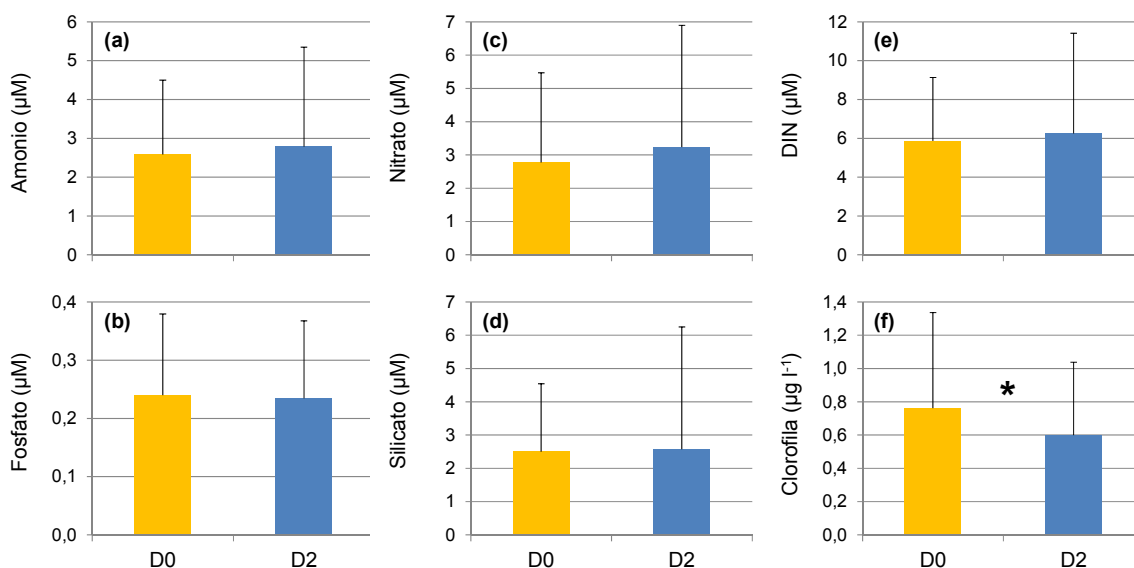 (a)
Amonio (µM)
6
5
4
3
2
1
0
(c)
Nitrato (µM)
7
6
5
4
3
2
1
0
(e)
DIN (µM)
12
10
8
6
4
2
0
(b)
Fosfato (µM)
0,4
0,3
0,2
0,1
0,0
D0 D2
(d)
Silicato (µM)
7
6
5
4
3
2
1
0
D0 D2
(f)
Clorofila (µg l⁻¹)
1,4
1,2
1,0
0,8
0,6
0,4
0,2
0,0
*
D0 D2